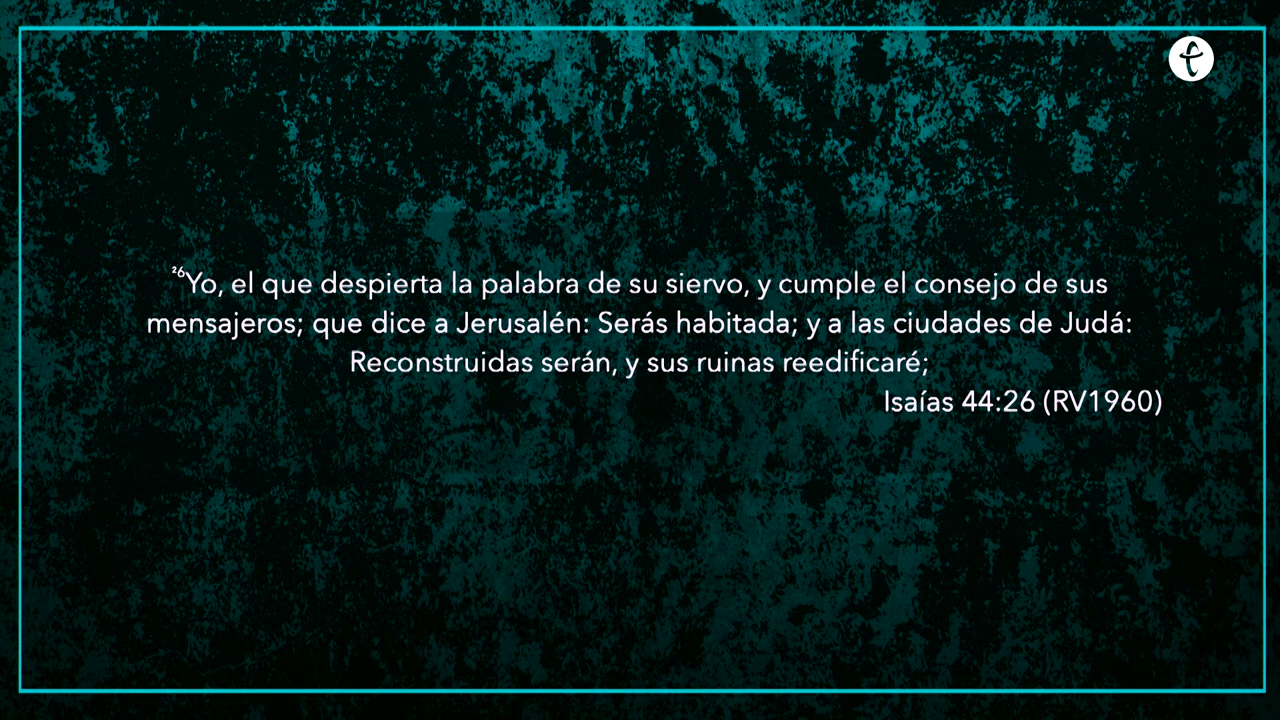 ²⁶Yo, el que despierta la palabra de su siervo, y cumple el consejo de sus
mensajeros; que dice a Jerusalén: Serás habitada; y a las ciudades de Judá:
Reconstruidas serán, y sus ruinas reedificaré;
Isaías 44:26 (RV1960)